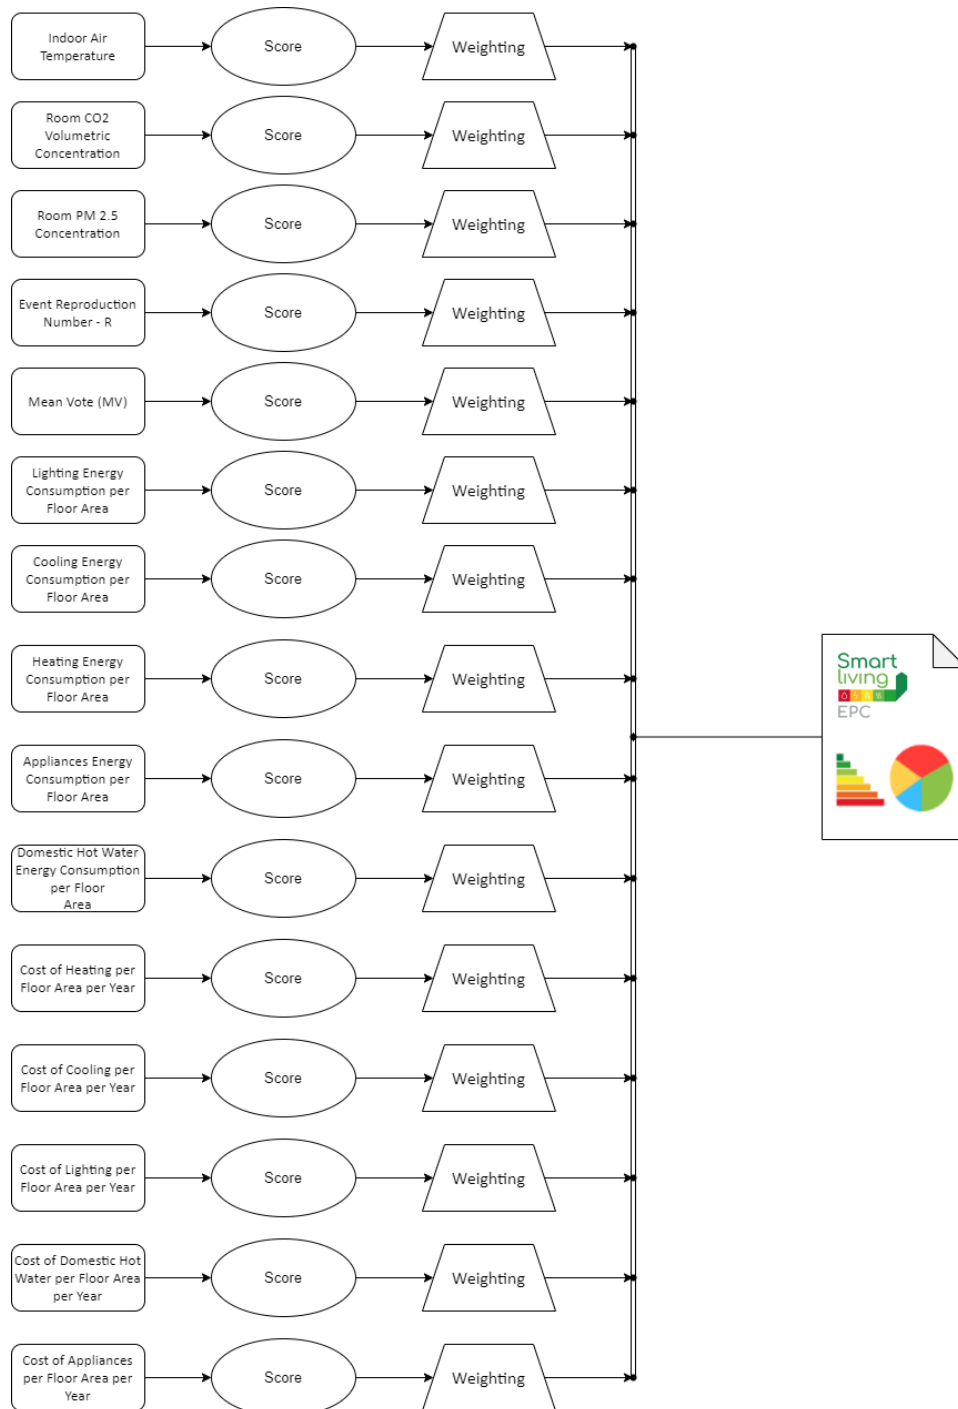 Indoor Air
Temperature
Score
Weighting
Room CO2
Volumetric
Concentration
Score
Weighting
Room PM 2.5
Concentration
Score
Weighting
Event Reproduction
Number - R
Score
Weighting
Mean Vote (MV)
Score
Weighting
Lighting Energy
Consumption per
Floor Area
Score
Weighting
Cooling Energy
Consumption per
Floor Area
Score
Weighting
Heating Energy
Consumption per
Floor Area
Score
Weighting
Smart
living
EPC
Appliances Energy
Consumption per
Floor Area
Score
Weighting
Domestic Hot Water
Energy Consumption
per Floor
Area
Score
Weighting
Cost of Heating per
Floor Area per Year
Score
Weighting
Cost of Cooling per
Floor Area per Year
Score
Weighting
Cost of Lighting per
Floor Area per Year
Score
Weighting
Cost of Domestic Hot
Water per Floor Area
per Year
Score
Weighting
Cost of Appliances
per Floor Area per
Year
Score
Weighting